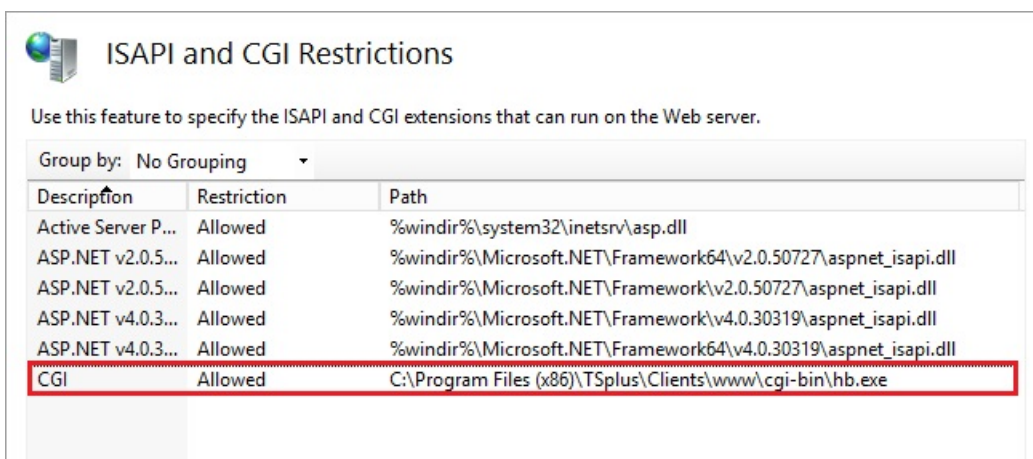 ISAPI and CGI Restrictions
Use this feature to specify the ISAPI and CGI extensions that can run on the Web server.
Group by: No Grouping
Description Restriction Path
Active Server P... Allowed %windir%\system32\inetsrv\asp.dll
ASP.NET v2.0.5... Allowed %windir%\Microsoft.NET\Framework64\v2.0.50727\aspnet_isapi.dll
ASP.NET v2.0.5... Allowed %windir%\Microsoft.NET\Framework\v2.0.50727\aspnet_isapi.dll
ASP.NET v4.0.3... Allowed %windir%\Microsoft.NET\Framework\v4.0.30319\aspnet_isapi.dll
ASP.NET v4.0.3... Allowed %windir%\Microsoft.NET\Framework64\v4.0.30319\aspnet_isapi.dll
CGI Allowed C:\Program Files (x86)\TSplus\Clients\www\cgi-bin\hb.exe